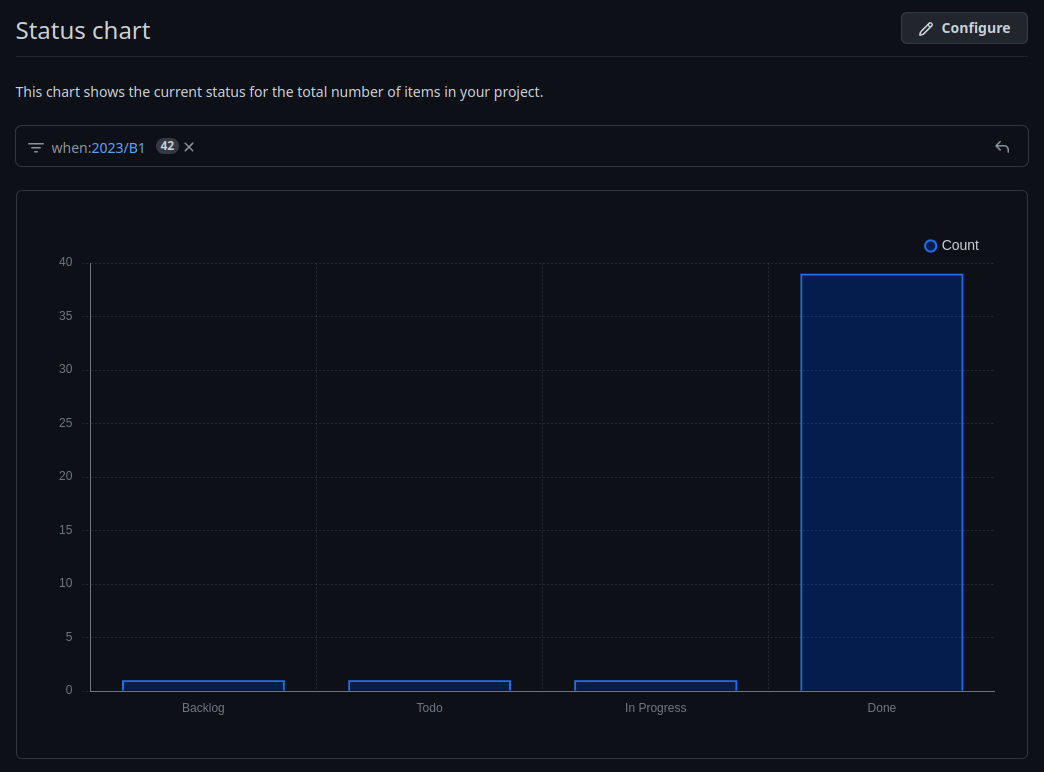 Status chart
Configure
This chart shows the current status for the total number of items in your project.
when:2023/B1 42
Count
40
35
30
25
20
15
10
5
0
Backlog Todo In Progress Done